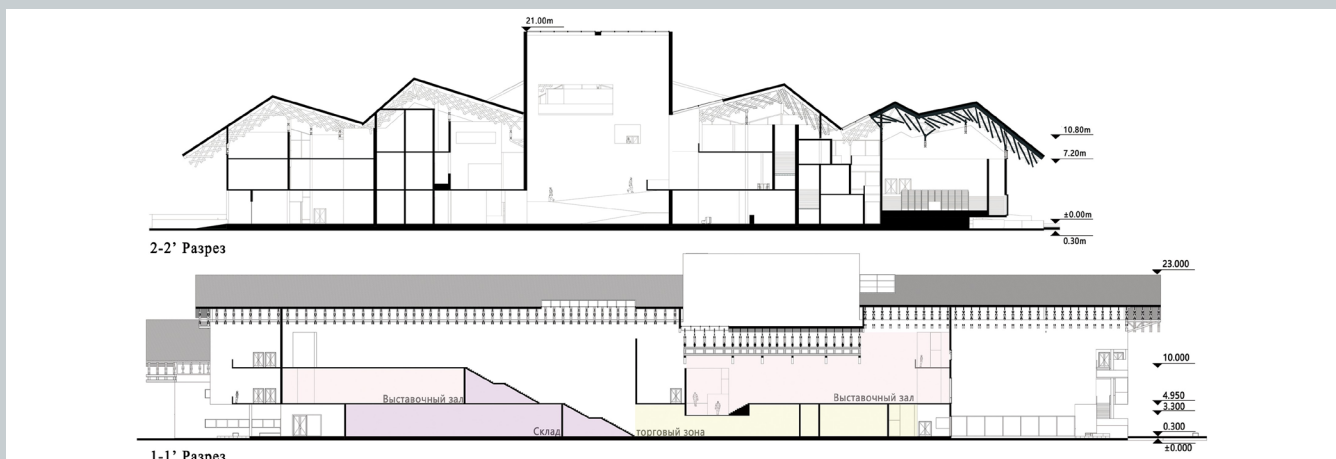 21.00m
10.80m
7.20m
±0.00m
0.30m
2-2’ Разрез
23.000
10.000
Выставочный зал
Выставочный зал
4.950
3.300
Склад
торговый зона
0.300
±0.000
1-1’ Разрез